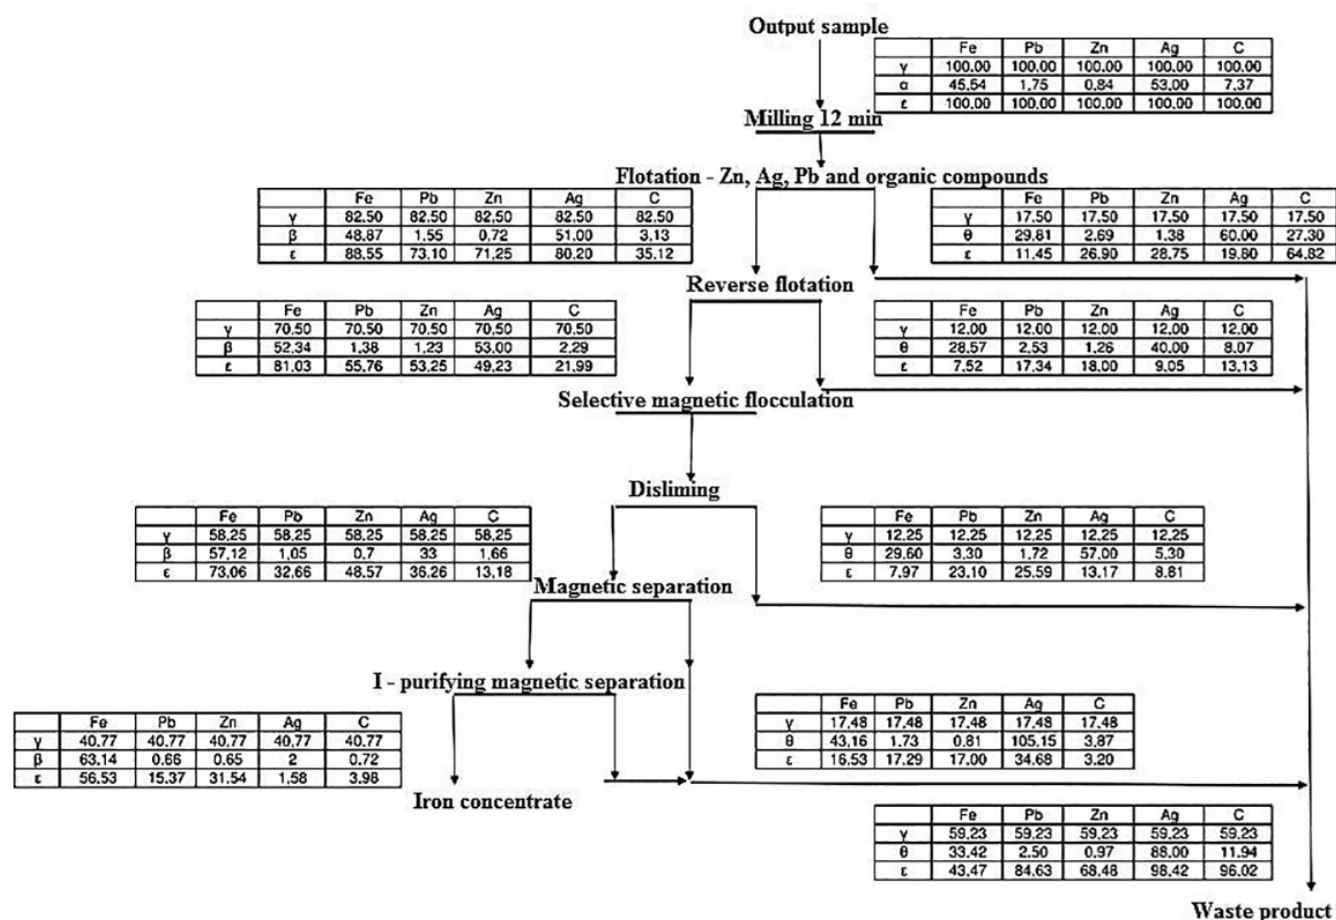 Output sample
Fe Pb Zn Ag C
γ 100.00 100.00 100.00 100.00 100.00
α 45.54 1.75 0.84 53.00 7.37
ε 100.00 100.00 100.00 100.00 100.00
Milling 12 min
Flotation - Zn, Ag, Pb and organic compounds
Fe Pb Zn Ag C
γ 82.50 82.50 82.50 82.50 82.50
β 48.87 1.55 0.72 51.00 3.13
ε 88.55 73.10 71.25 80.20 35.12
Fe Pb Zn Ag C
γ 17.50 17.50 17.50 17.50 17.50
θ 29.81 2.69 1.38 60.00 27.30
ε 11.45 26.90 28.75 19.80 64.82
Reverse flotation
Fe Pb Zn Ag C
γ 70.50 70.50 70.50 70.50 70.50
β 52.34 1.38 1.23 53.00 2.29
ε 81.03 55.76 53.25 49.23 21.99
Fe Pb Zn Ag C
γ 12.00 12.00 12.00 12.00 12.00
θ 28.57 2.53 1.26 40.00 8.07
ε 7.52 17.34 18.00 9.05 13.13
Selective magnetic flocculation
Disliming
Fe Pb Zn Ag C
γ 58.25 58.25 58.25 58.25 58.25
β 57.12 1.05 0.7 33 1.66
ε 73.06 32.66 48.57 36.26 13.18
Fe Pb Zn Ag C
γ 12.25 12.25 12.25 12.25 12.25
θ 29.60 3.30 1.72 57.00 5.30
ε 7.97 23.10 25.59 13.17 8.81
Magnetic separation
I - purifying magnetic separation
Fe Pb Zn Ag C
γ 40.77 40.77 40.77 40.77 40.77
β 63.14 0.66 0.65 2 0.72
ε 56.53 15.37 31.54 1.58 3.98
Fe Pb Zn Ag C
γ 17.48 17.48 17.48 17.48 17.48
θ 43.16 1.73 0.81 105.15 3.87
ε 16.53 17.29 17.00 34.68 3.20
Iron concentrate
Fe Pb Zn Ag C
γ 59.23 59.23 59.23 59.23 59.23
θ 33.42 2.50 0.97 88.00 11.94
ε 43.47 84.63 68.48 98.42 96.02
Waste product